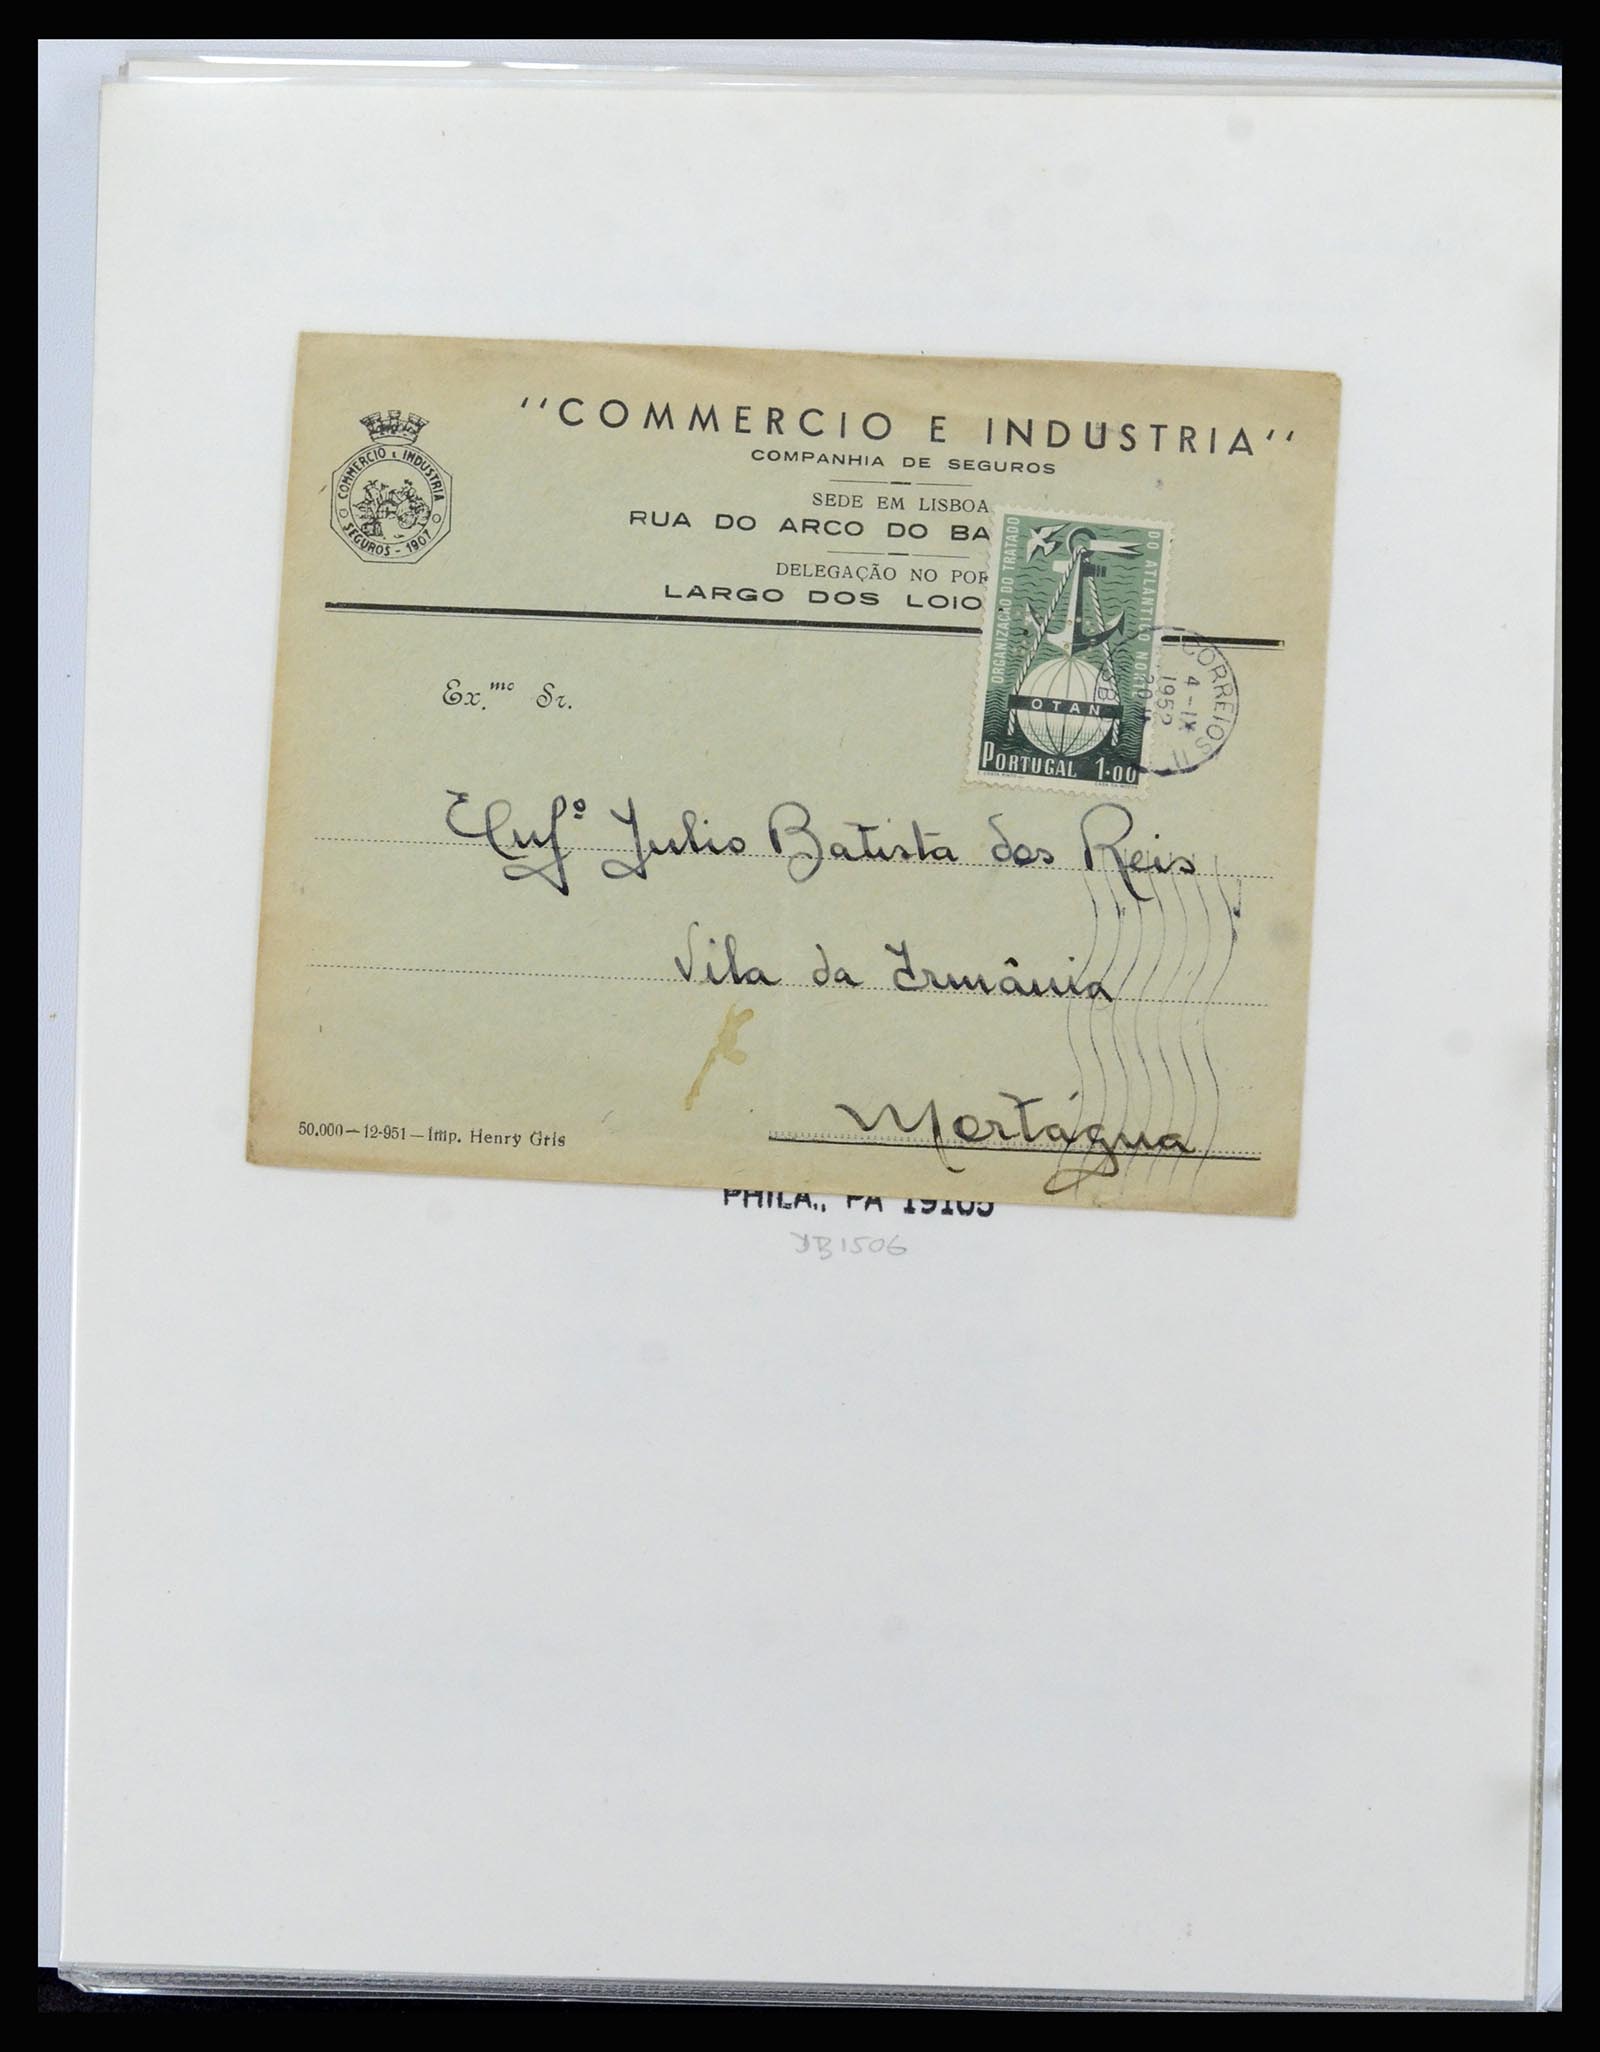 ‘‘COMMERCIO E INDUSTRIA’’
COMPANHIA DE SEGUROS
SEDE EM LISBOA
RUA DO ARCO DO BA
DELEGAÇÃO NO POR
LARGO DOS LOIO
COMMERCIO E INDUSTRIA
SEGUROS - 1907
ORGANIZAÇÃO DO TRATADO
DO ATLANTICO NORTE
OTAN
PORTUGAL 1·00
CORREIOS
4-IX
1952
Ex.mo Sr.
Julio Batista dos Reis
Vila da Irmânia
Mortágua
50.000—12-951—Imp. Henry Gris
PHILA., PA 19105